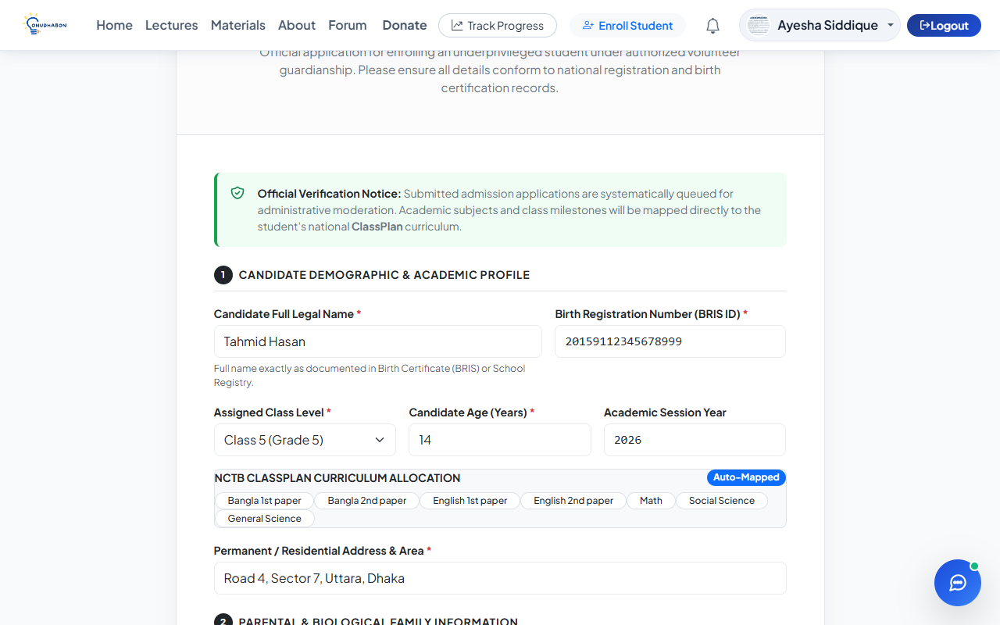 ONUDHABON
Home Lectures Materials About Forum Donate Track Progress Enroll Student Ayesha Siddique Logout
Official application for enrolling an underprivileged student under authorized volunteer
guardianship. Please ensure all details conform to national registration and birth
certification records.
Official Verification Notice: Submitted admission applications are systematically queued for
administrative moderation. Academic subjects and class milestones will be mapped directly to the
student's national ClassPlan curriculum.
1 CANDIDATE DEMOGRAPHIC & ACADEMIC PROFILE
Candidate Full Legal Name * Birth Registration Number (BRIS ID) *
Tahmid Hasan 20159112345678999
Full name exactly as documented in Birth Certificate (BRIS) or School
Registry.
Assigned Class Level * Candidate Age (Years) * Academic Session Year
Class 5 (Grade 5) 14 2026
NCTB CLASSPLAN CURRICULUM ALLOCATION Auto-Mapped
Bangla 1st paper Bangla 2nd paper English 1st paper English 2nd paper Math Social Science
General Science
Permanent / Residential Address & Area *
Road 4, Sector 7, Uttara, Dhaka
2 PARENTAL & BIOLOGICAL FAMILY INFORMATION